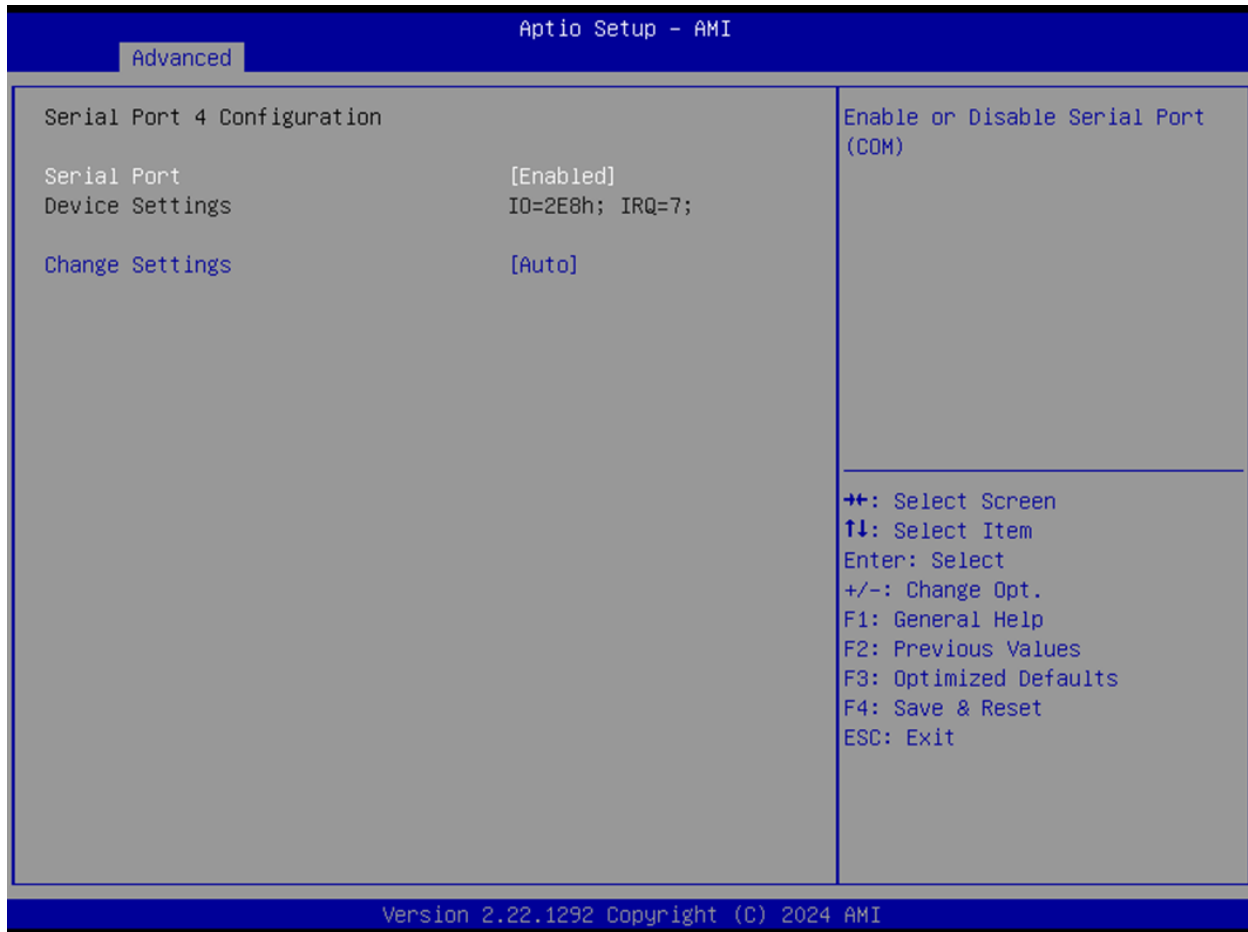 Aptio Setup – AMI
Advanced
Serial Port 4 Configuration
Serial Port [Enabled]
Device Settings IO=2E8h; IRQ=7;
Change Settings [Auto]
Enable or Disable Serial Port
(COM)
→←: Select Screen
↑↓: Select Item
Enter: Select
+/-: Change Opt.
F1: General Help
F2: Previous Values
F3: Optimized Defaults
F4: Save & Reset
ESC: Exit
Version 2.22.1292 Copyright (C) 2024 AMI